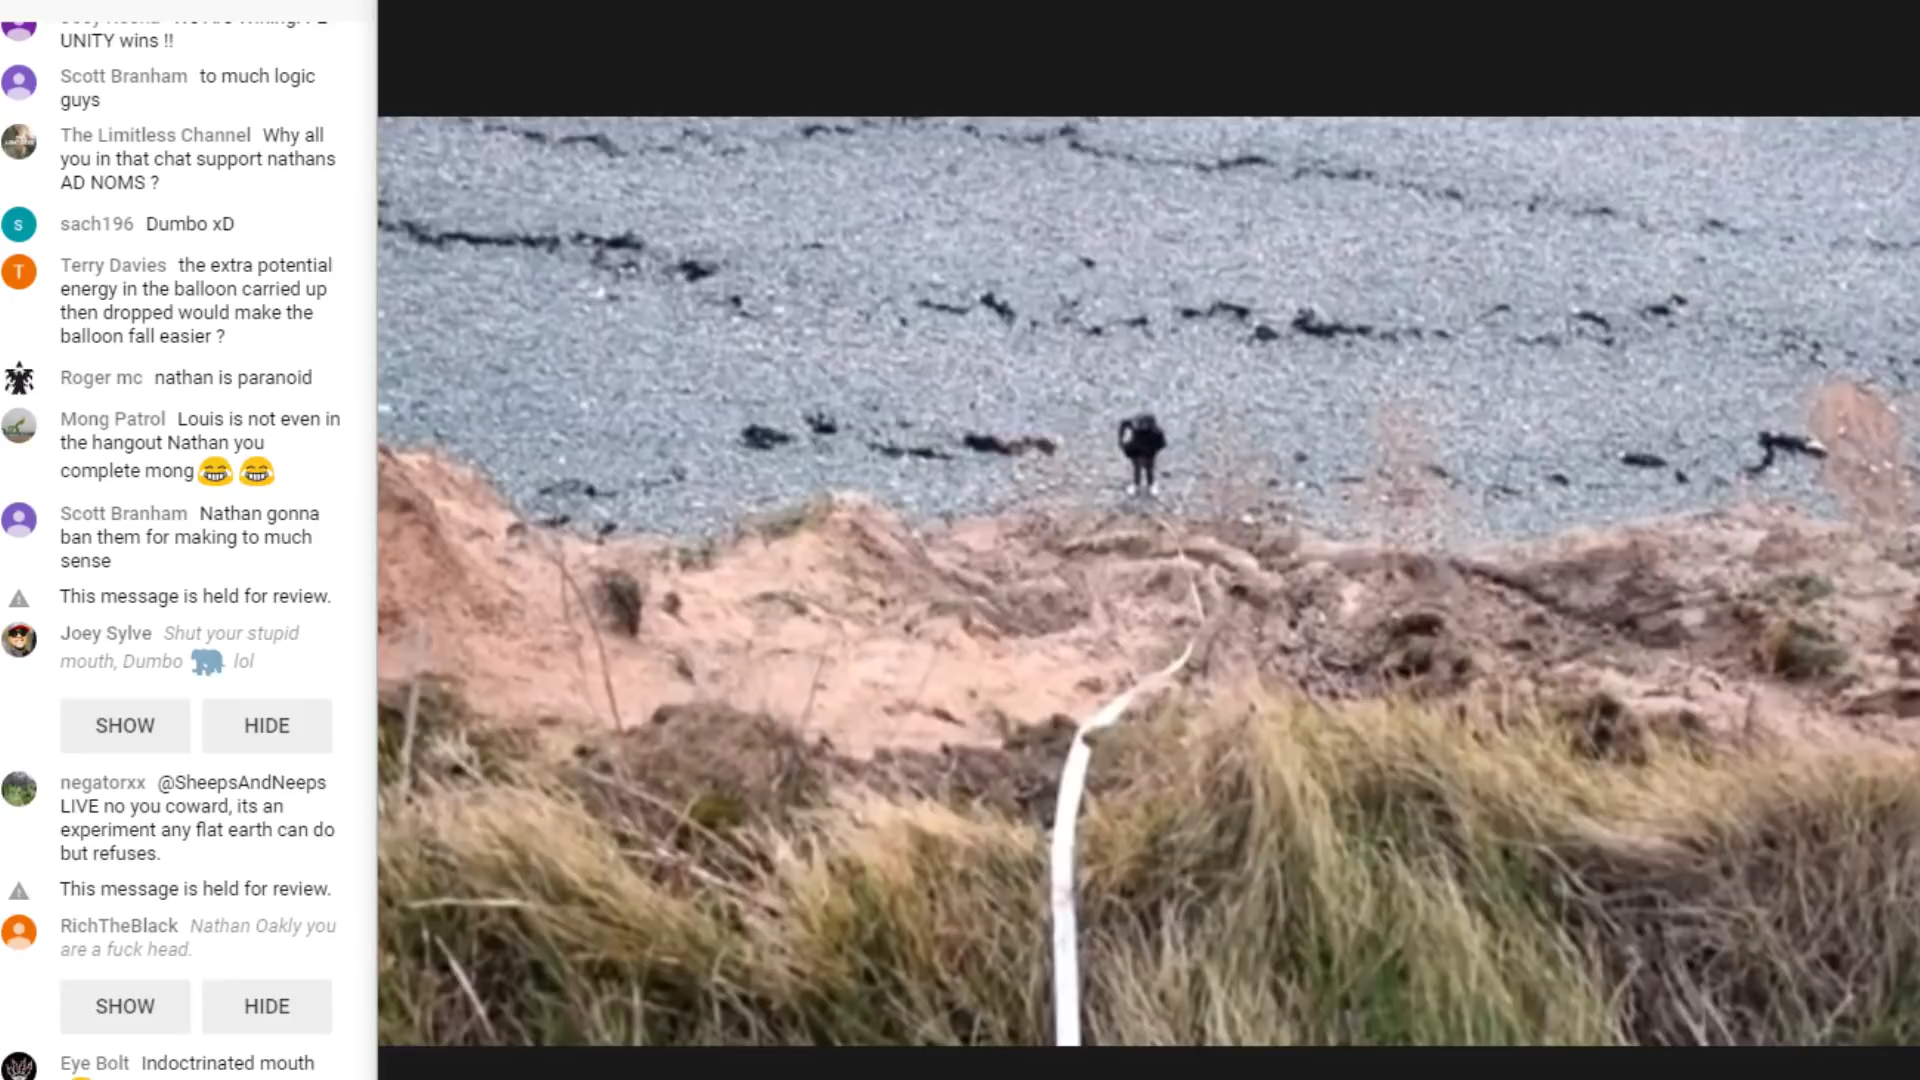 UNITY wins !!
Scott Branham to much logic
guys
The Limitless Channel Why all
you in that chat support nathans
AD NOMS ?
s
sach196 Dumbo xD
T
Terry Davies the extra potential
energy in the balloon carried up
then dropped would make the
balloon fall easier ?
Roger mc nathan is paranoid
Mong Patrol Louis is not even in
the hangout Nathan you
complete mong
Scott Branham Nathan gonna
ban them for making to much
sense
This message is held for review.
Joey Sylve Shut your stupid
mouth, Dumbo lol
SHOW HIDE
negatorxx @SheepsAndNeeps
LIVE no you coward, its an
experiment any flat earth can do
but refuses.
This message is held for review.
RichTheBlack Nathan Oakly you
are a fuck head.
SHOW HIDE
Eye Bolt Indoctrinated mouth